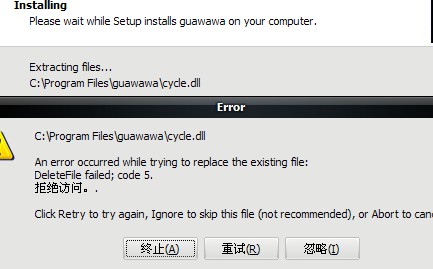 Installing
Please wait while Setup installs guawawa on your computer.
Extracting files...
C:\Program Files\guawawa\cycle.dll
Error
C:\Program Files\guawawa\cycle.dll
An error occurred while trying to replace the existing file:
DeleteFile failed; code 5.
拒绝访问。.
Click Retry to try again, Ignore to skip this file (not recommended), or Abort to canc
终止(A) 重试(R) 忽略(I)